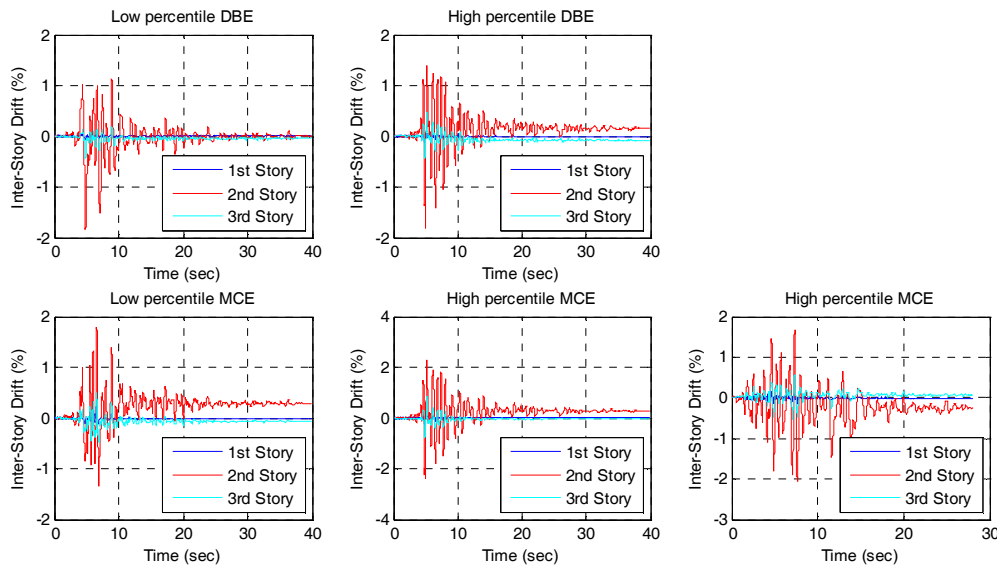 Low percentile DBE
Inter-Story Drift (%)
2
1
0
-1
-2
0 10 20 30 40
Time (sec)
1st Story
2nd Story
3rd Story
High percentile DBE
Inter-Story Drift (%)
2
1
0
-1
-2
0 10 20 30 40
Time (sec)
1st Story
2nd Story
3rd Story
Low percentile MCE
Inter-Story Drift (%)
2
1
0
-1
-2
0 10 20 30 40
Time (sec)
1st Story
2nd Story
3rd Story
High percentile MCE
Inter-Story Drift (%)
4
2
0
-2
-4
0 10 20 30 40
Time (sec)
1st Story
2nd Story
3rd Story
High percentile MCE
Inter-Story Drift (%)
2
1
0
-1
-2
-3
0 10 20 30
Time (sec)
1st Story
2nd Story
3rd Story